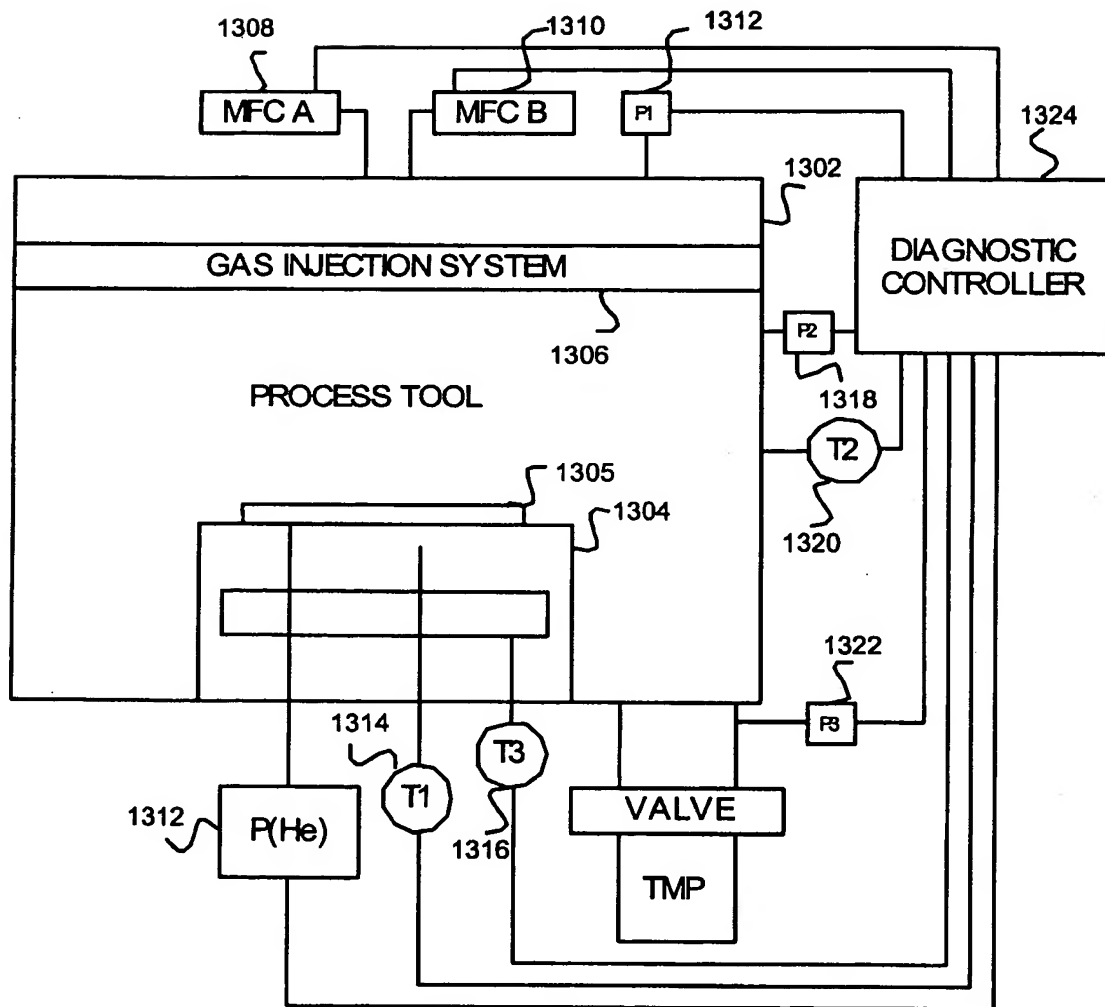 1308
1310
1312
MFC A
MFC B
P1
1324
1302
GAS INJECTION SYSTEM
DIAGNOSTIC
CONTROLLER
1306
P2
1318
PROCESS TOOL
T2
1305
1304
1320
1322
P3
1314
T3
T1
VALVE
1312
P(He)
1316
TMP